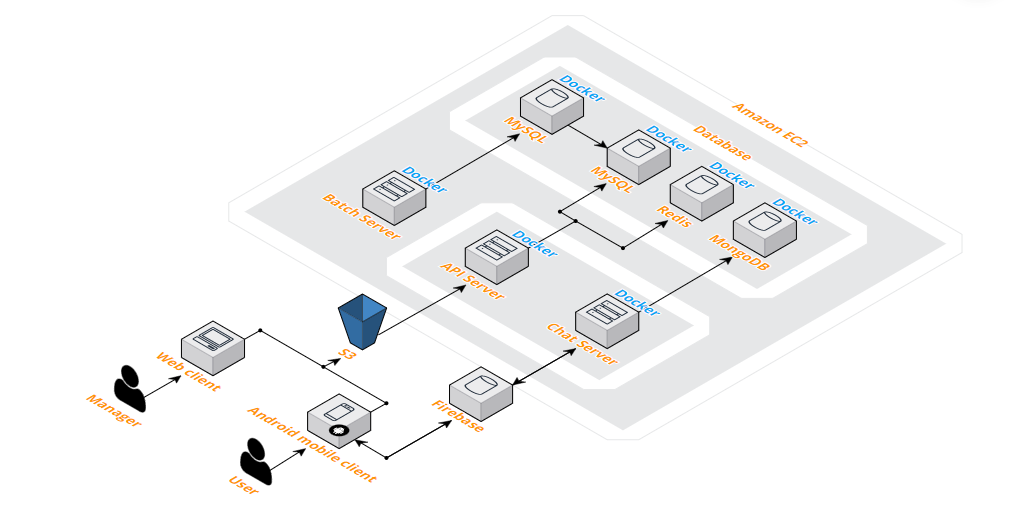 Amazon EC2
Database
Docker
MySQL
Docker
MySQL
Docker
Redis
Docker
MongoDB
Docker
Batch Server
Docker
API Server
Docker
Chat Server
S3
Web client
Manager
Firebase
Android mobile client
User